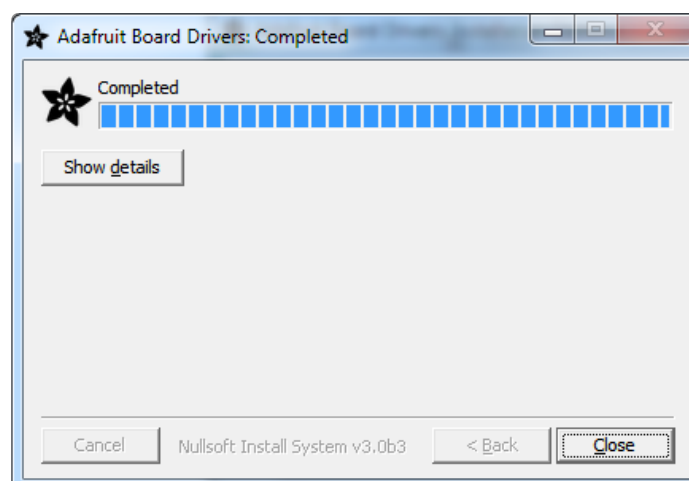 Adafruit Board Drivers: Completed
Completed
Show details
Cancel
Nullsoft Install System v3.0b3
< Back
Close